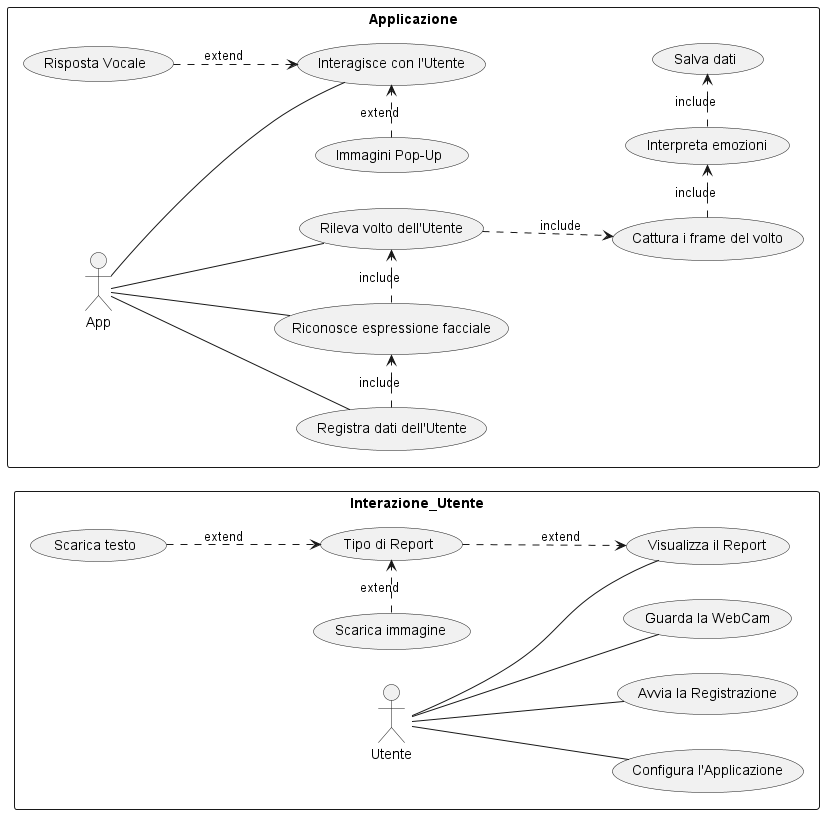 Applicazione
Risposta Vocale
extend
Interagisce con l'Utente
Salva dati
include
extend
Interpreta emozioni
Immagini Pop-Up
include
Rileva volto dell'Utente
include
Cattura i frame del volto
include
App
Riconosce espressione facciale
include
Registra dati dell'Utente
Interazione_Utente
Scarica testo
extend
Tipo di Report
extend
Visualizza il Report
extend
Guarda la WebCam
Scarica immagine
Avvia la Registrazione
Utente
Configura l'Applicazione